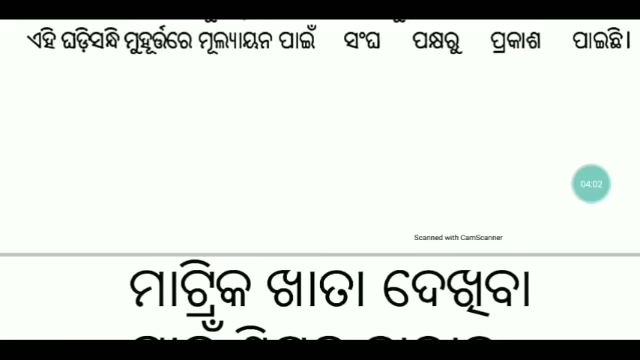 ଏହି ଘଡ଼ିସନ୍ଧି ମୁହୂର୍ତ୍ତରେ ମୂଲ୍ୟାୟନ ପାଇଁ ସଂଘ ପକ୍ଷରୁ ପ୍ରକାଶ ପାଇଛି।
04:02
Scanned with CamScanner
ମାଟ୍ରିକ ଖାତା ଦେଖିବା